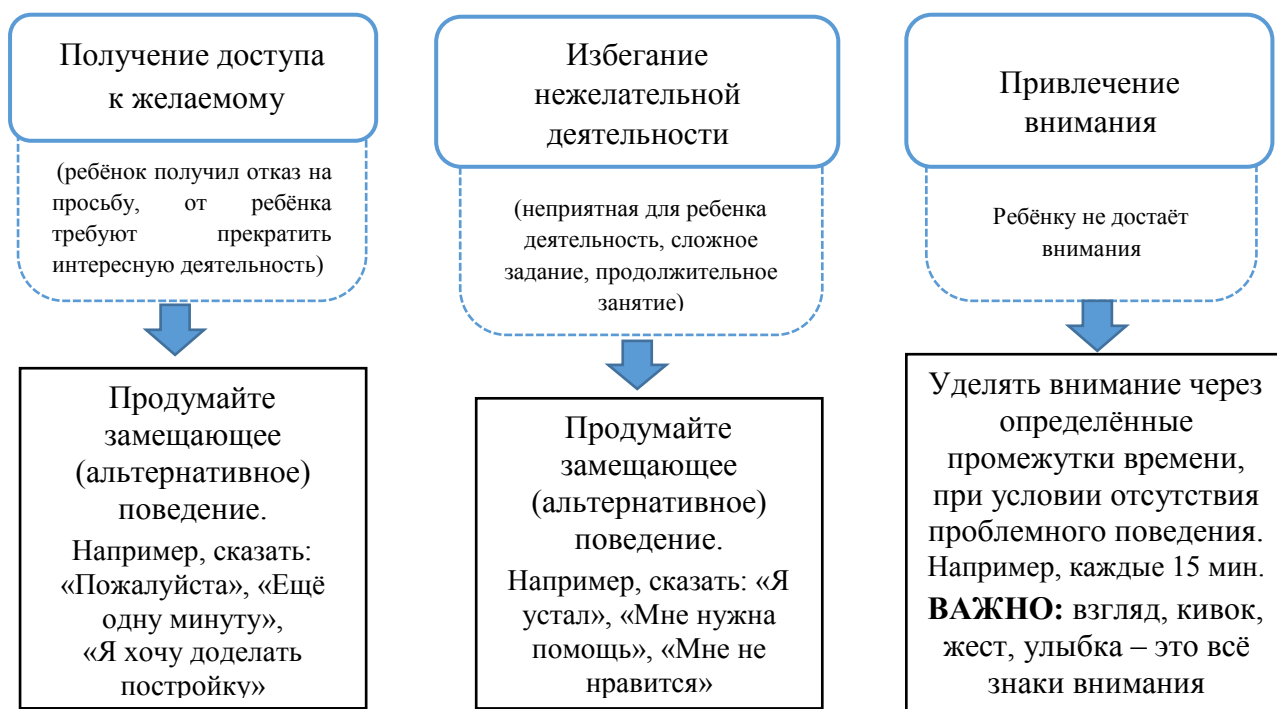 Получение доступа
к желаемому
(ребёнок получил отказ на
просьбу, от ребёнка
требуют прекратить
интересную деятельность)
Продумайте
замещающее
(альтернативное)
поведение.
Например, сказать:
«Пожалуйста», «Ещё
одну минуту»,
«Я хочу доделать
постройку»
Избегание
нежелательной
деятельности
(неприятная для ребенка
деятельность, сложное
задание, продолжительное
занятие)
Продумайте
замещающее
(альтернативное)
поведение.
Например, сказать: «Я
устал», «Мне нужна
помощь», «Мне не
нравится»
Привлечение
внимания
Ребёнку не достаёт
внимания
Уделять внимание через
определённые
промежутки времени,
при условии отсутствия
проблемного поведения.
Например, каждые 15 мин.
ВАЖНО: взгляд, кивок,
жест, улыбка – это всё
знаки внимания